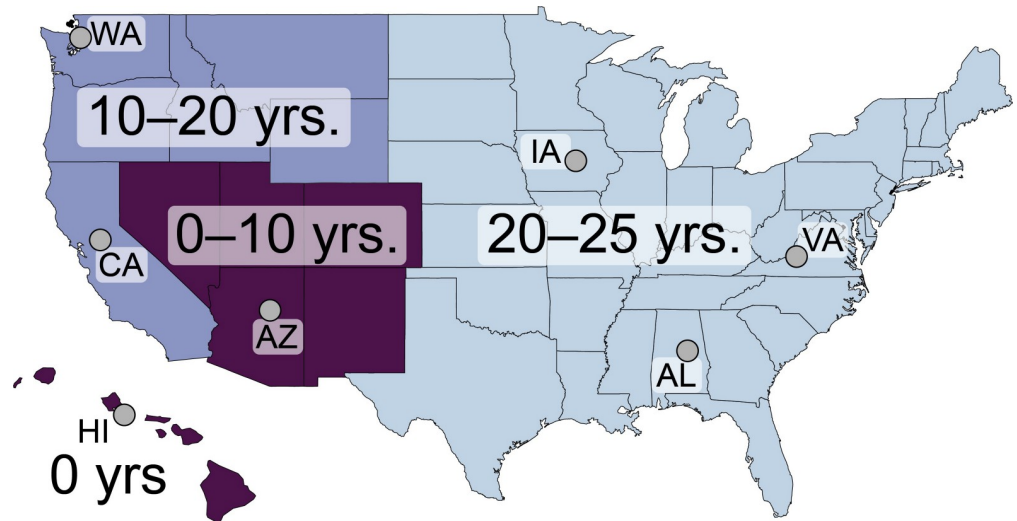 WA
10–20 yrs.
IA
0–10 yrs.
20–25 yrs.
VA
CA
AZ
AL
HI
0 yrs